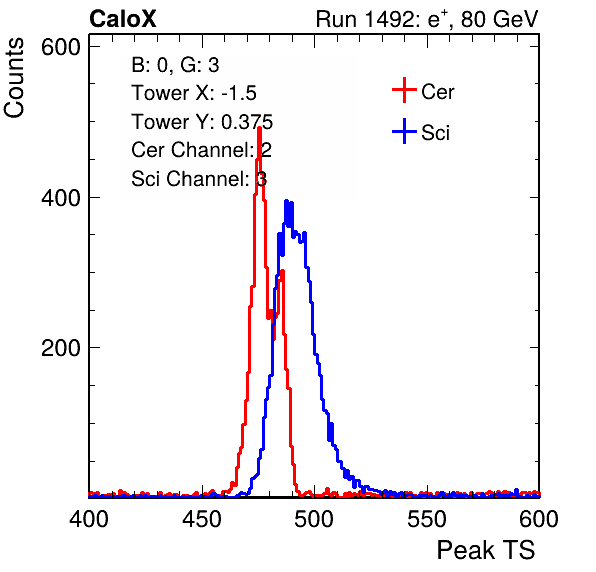 CaloX Run 1492: e⁺, 80 GeV
Counts
600
400
200
B: 0, G: 3
Tower X: -1.5
Tower Y: 0.375
Cer Channel: 2
Sci Channel: 3
Cer
Sci
400 450 500 550 600
Peak TS